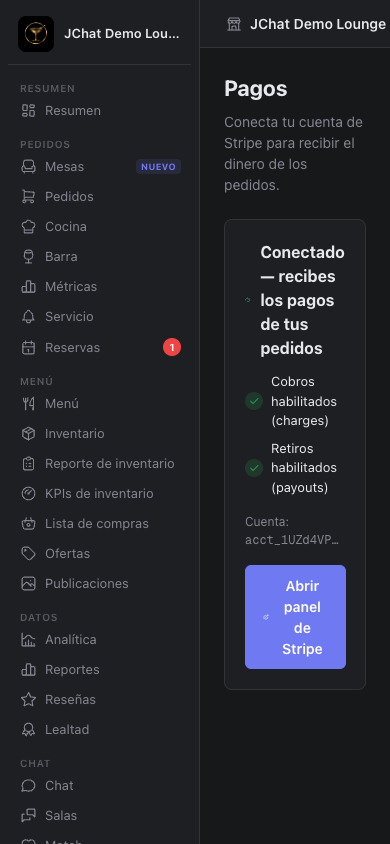 JChat Demo Lou...
RESUMEN
Resumen
PEDIDOS
Mesas NUEVO
Pedidos
Cocina
Barra
Métricas
Servicio
Reservas 1
MENÚ
Menú
Inventario
Reporte de inventario
KPIs de inventario
Lista de compras
Ofertas
Publicaciones
DATOS
Analítica
Reportes
Reseñas
Lealtad
CHAT
Chat
Salas
JChat Demo Lounge
Pagos
Conecta tu cuenta de
Stripe para recibir el
dinero de los
pedidos.
Conectado
— recibes
los pagos
de tus
pedidos
Cobros
habilitados
(charges)
Retiros
habilitados
(payouts)
Cuenta:
acct_1UZd4VP…
Abrir
panel
de
Stripe